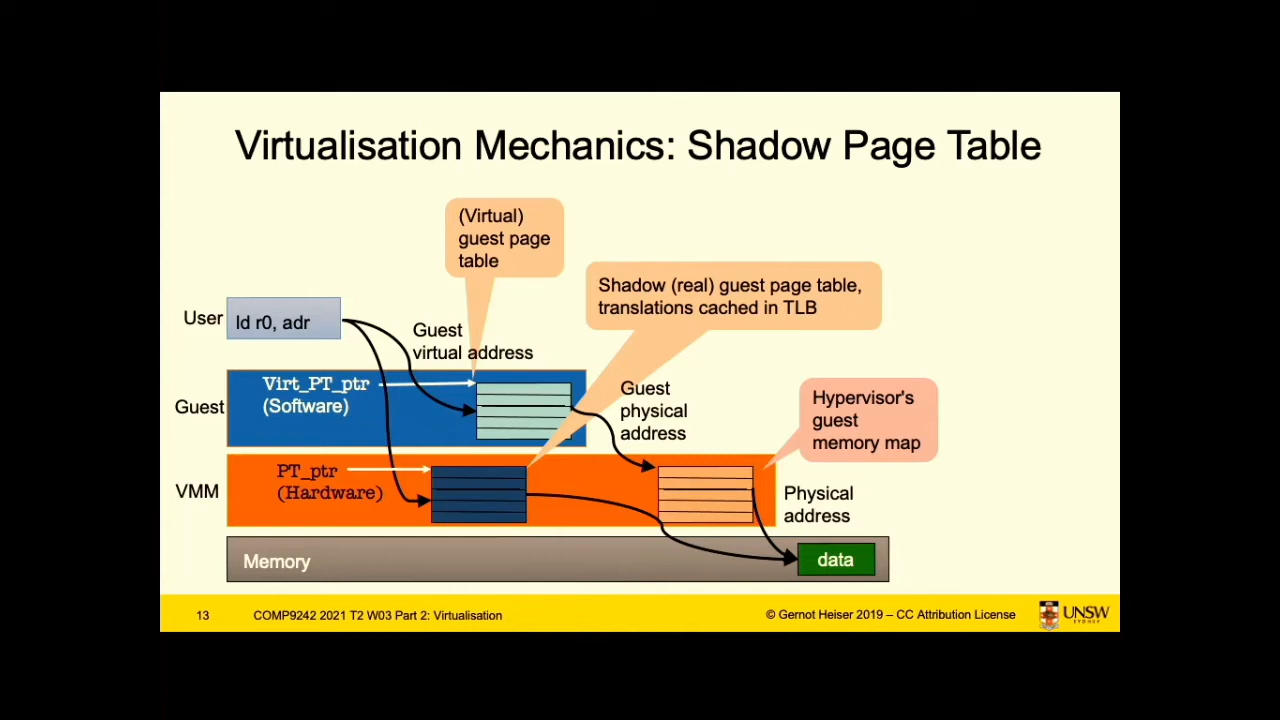 Virtualisation Mechanics: Shadow Page Table
(Virtual)
guest page
table
Shadow (real) guest page table,
translations cached in TLB
User
ld r0, adr
Guest
virtual address
Guest
Virt_PT_ptr
(Software)
Guest
physical
address
Hypervisor's
guest
memory map
VMM
PT_ptr
(Hardware)
Physical
address
Memory
data
13
COMP9242 2021 T2 W03 Part 2: Virtualisation
© Gernot Heiser 2019 – CC Attribution License
UNSW
SYDNEY